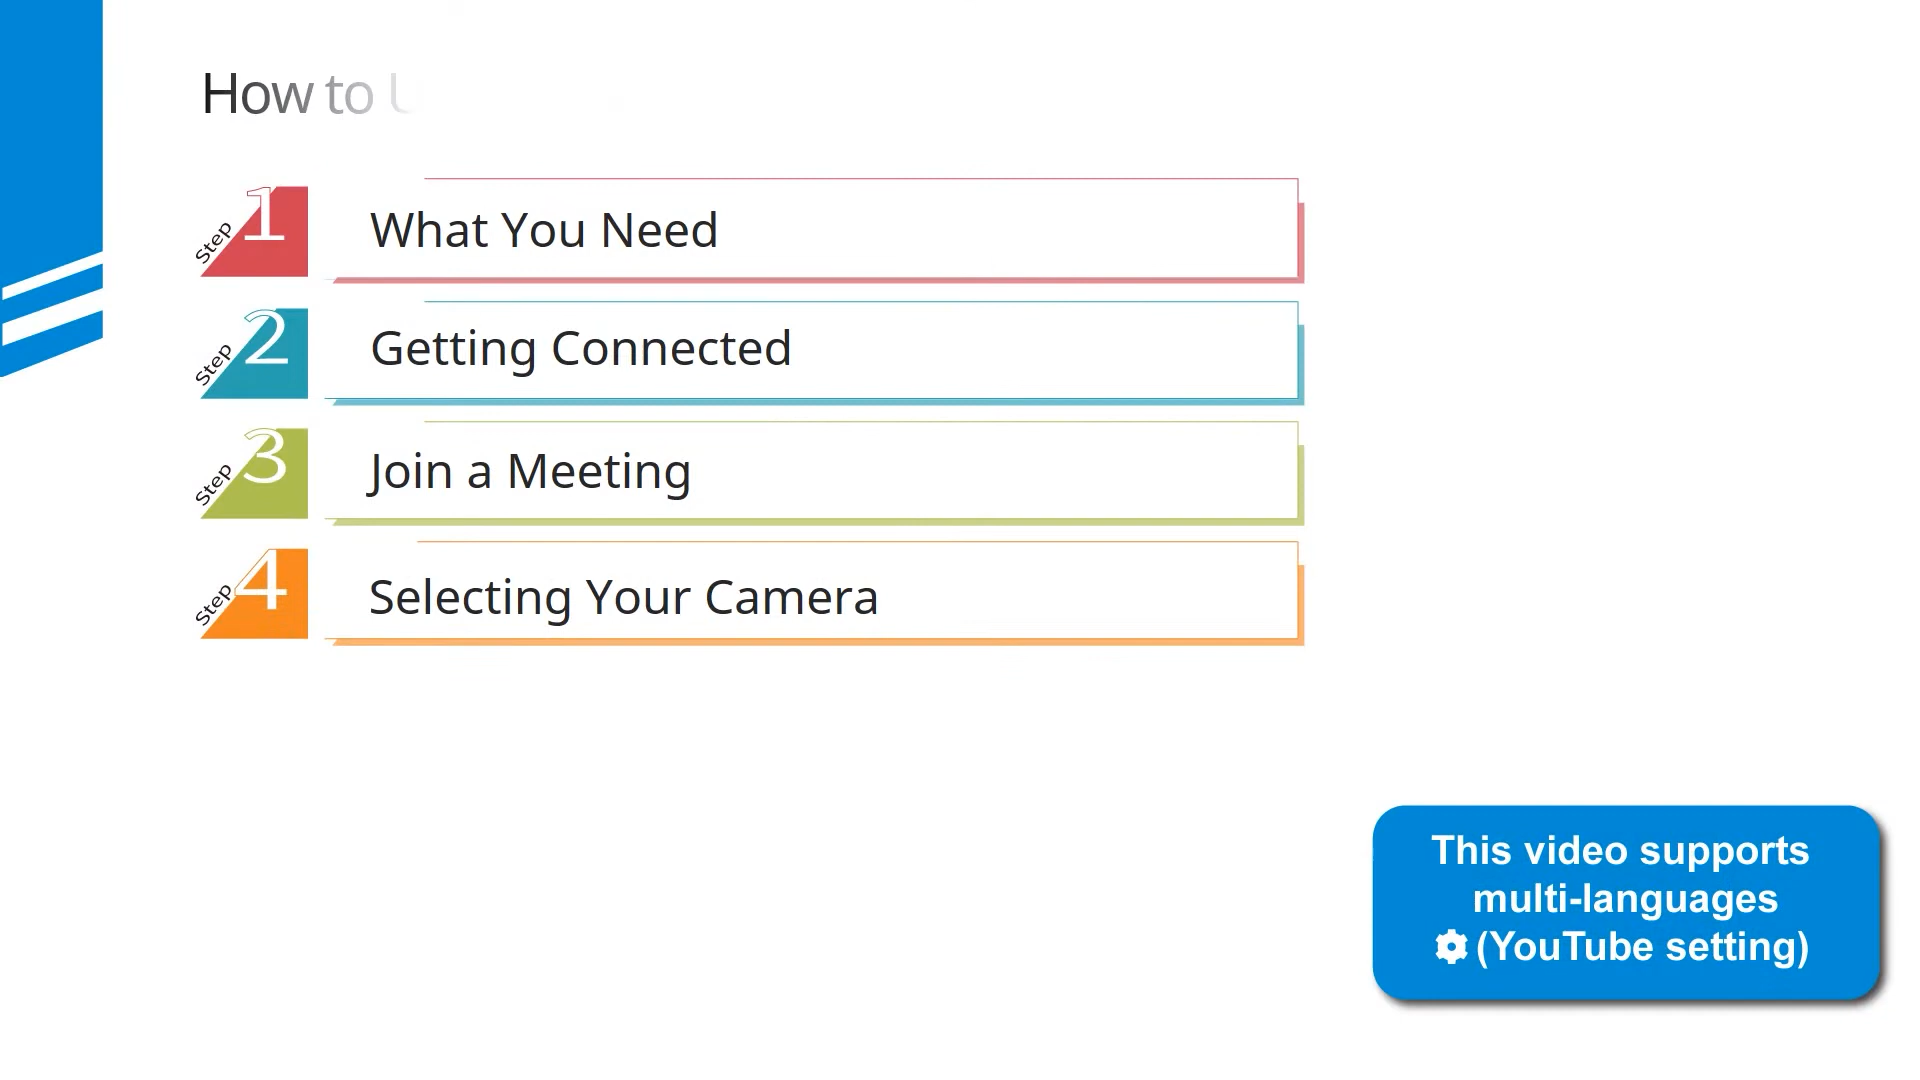 How to
Step 1
What You Need
Step 2
Getting Connected
Step 3
Join a Meeting
Step 4
Selecting Your Camera
This video supports
multi-languages
(YouTube setting)